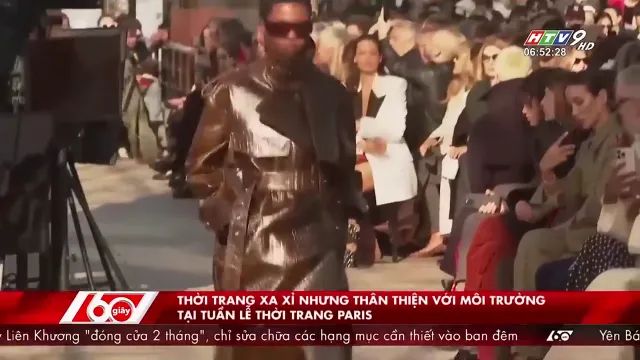 HTV9 HD
06:52:28
60 giây
THỜI TRANG XA XỈ NHƯNG THÂN THIỆN VỚI MÔI TRƯỜNG
TẠI TUẦN LỄ THỜI TRANG PARIS
y Liên Khương "đóng cửa 2 tháng", chỉ sửa chữa các hạng mục cần thiết vào ban đêm 60 Yên Bá